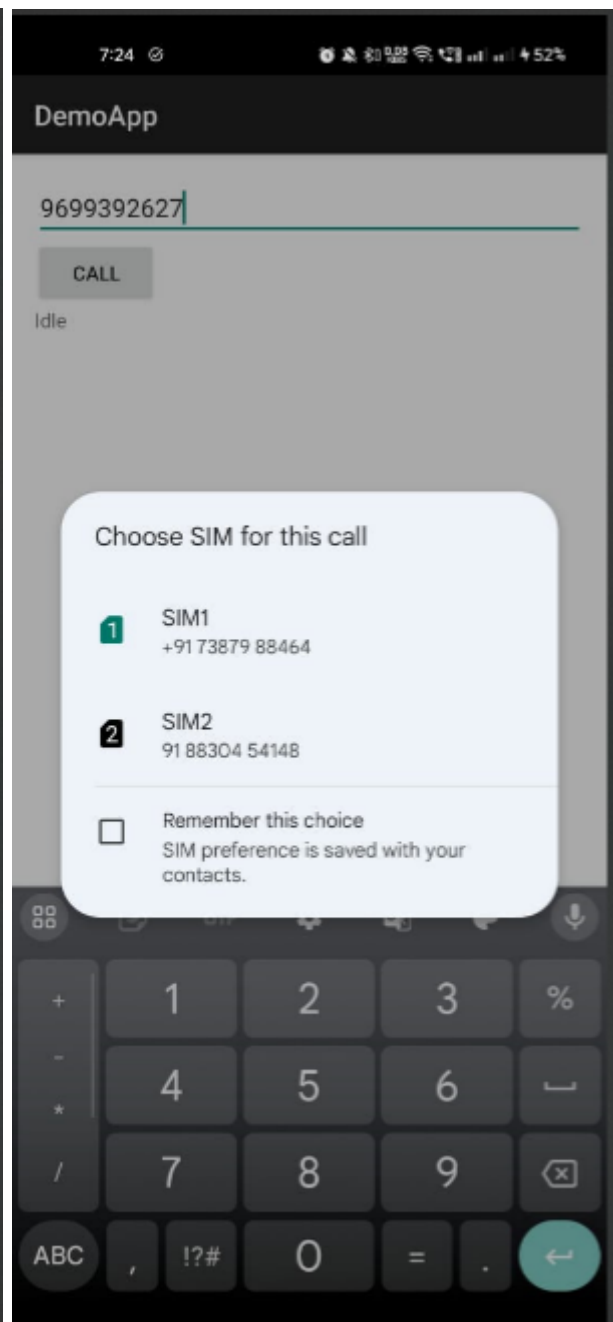 7:24
0.03
52%
DemoApp
9699392627
CALL
Idle
Choose SIM for this call
1
SIM1
+91 73879 88464
2
SIM2
91 88304 54148
Remember this choice
SIM preference is saved with your
contacts.
+ 1 2 3 %
-
* 4 5 6
/ 7 8 9
ABC , !?# 0 = .